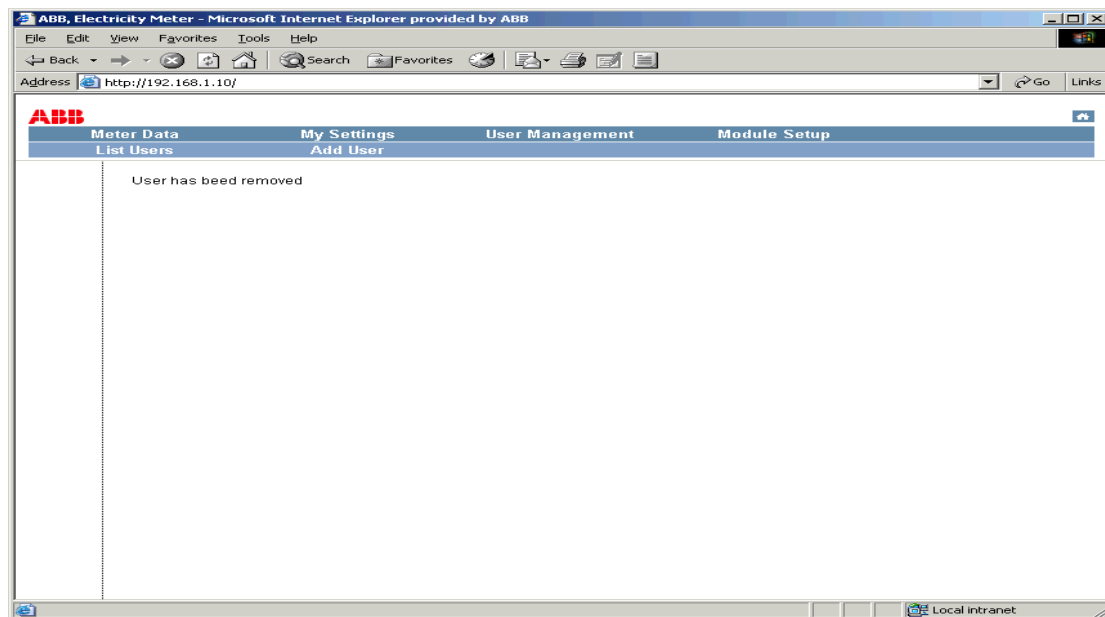 ABB, Electricity Meter - Microsoft Internet Explorer provided by ABB
File Edit View Favorites Tools Help
Back Search Favorites
Address http://192.168.1.10/ Go Links
ABB
Meter Data My Settings User Management Module Setup
List Users Add User
User has beed removed
Local intranet